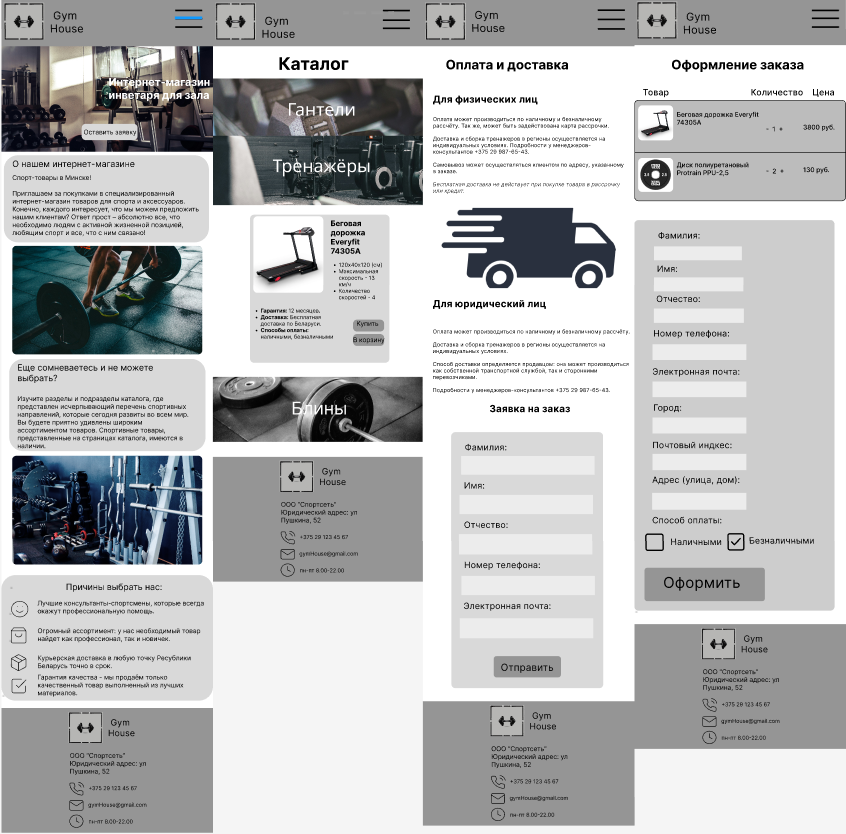 Gym
House
Интернет-магазин
инветаря для зала
Оставить заявку
О нашем интернет-магазине
Спорт-товары в Минске!
Приглашаем за покупками в специализированный
интернет-магазин товаров для спорта и аксессуаров.
Конечно, каждого интересует, что мы можем предложить
нашим клиентам? Ответ прост – абсолютно все, что
необходимо людям с активной жизненной позицией,
любящим спорт и все, что с ним связано!
Еще сомневаетесь и не можете
выбрать?
Изучите разделы и подразделы каталога, где
представлен исчерпывающий перечень спортивных
направлений, которые сегодня развиты во всем мир.
Вы будете приятно удивлены широким
ассортиментом товаров. Спортивные товары,
представленные на страницах каталога, имеются в
наличии.
Причины выбрать нас:
Лучшие консультанты-спортсмены, которые всегда
окажут профессиональную помощь.
Огромный ассортимент: у нас необходимый товар
найдет как профессионал, так и новичек.
Курьерская доставка в любую точку Ресублики
Беларусь точно в срок.
Гарантия качества - мы продаём только
качественный товар выполненный из лучших
материалов.
Gym
House
ООО "Спортсеть"
Юридический адрес: ул
Пушкина, 52
+375 29 123 45 67
gymHouse@gmail.com
пн-пт 8.00-22.00
Gym
House
Каталог
Гантели
Тренажёры
Беговая
дорожка
Everyfit
74305A
120x40x120 (см)
Максимальная
скорость - 13
км/ч
Количество
скоростей - 4
Гарантия: 12 месяцев.
Доставка: Бесплатная
доставка по Беларуси.
Способы оплаты:
наличными, безналичными
Купить
В корзину
Блины
Gym
House
ООО "Спортсеть"
Юридический адрес: ул
Пушкина, 52
+375 29 123 45 67
gymHouse@gmail.com
пн-пт 8.00-22.00
Gym
House
Оплата и доставка
Для физических лиц
Оплата может производиться по наличному и безналичному
рассчёту. Так же, может быть задействована карта рассрочки.
Доставка и сборка тренажеров в регионы осуществляется на
индивидуальных условиях. Подробности у менеджеров-
консультантов +375 29 987-65-43.
Самовывоз может осуществляться клиентом по адресу, указанному
в заказе.
Бесплатная доставка не действует при покупке товара в рассрочку
или кредит.
Для юридический лиц
Оплата может производиться по наличному и безналичному рассчёту.
Доставка и сборка тренажеров в регионы осуществляется на
индивидуальных условиях.
Способ доставки определяется продавцом: она может производиться
как собственной транспортной службой, так и сторонними
перевозчиками.
Подробности у менеджеров-консультантов +375 29 987-65-43.
Заявка на заказ
Фамилия:
Имя:
Отчество:
Номер телефона:
Электронная почта:
Отправить
Gym
House
ООО "Спортсеть"
Юридический адрес: ул
Пушкина, 52
+375 29 123 45 67
gymHouse@gmail.com
пн-пт 8.00-22.00
Gym
House
Оформление заказа
Товар Количество Цена
Беговая дорожка Everyfit
74305A
- 1 + 3800 руб.
Диск полиуретановый
Protrain PPU-2,5
- 2 + 130 руб.
Фамилия:
Имя:
Отчество:
Номер телефона:
Электронная почта:
Город:
Почтовый индкес:
Адрес (улица, дом):
Способ оплаты:
Наличными Безналичными
Оформить
Gym
House
ООО "Спортсеть"
Юридический адрес: ул
Пушкина, 52
+375 29 123 45 67
gymHouse@gmail.com
пн-пт 8.00-22.00